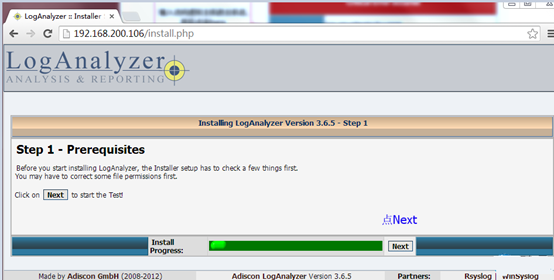 LogAnalyzer :: Installer
192.168.200.106/install.php
LogAnalyzer
ANALYSIS & REPORTING
Installing LogAnalyzer Version 3.6.5 - Step 1
Step 1 - Prerequisites
Before you start installing LogAnalyzer, the Installer setup has to check a few things first.
You may have to correct some file permissions first.
Click on Next to start the Test!
点Next
Install Progress: Next
Made by Adiscon GmbH (2008-2012) Adiscon LogAnalyzer Version 3.6.5 Partners: Rsyslog WinSyslog